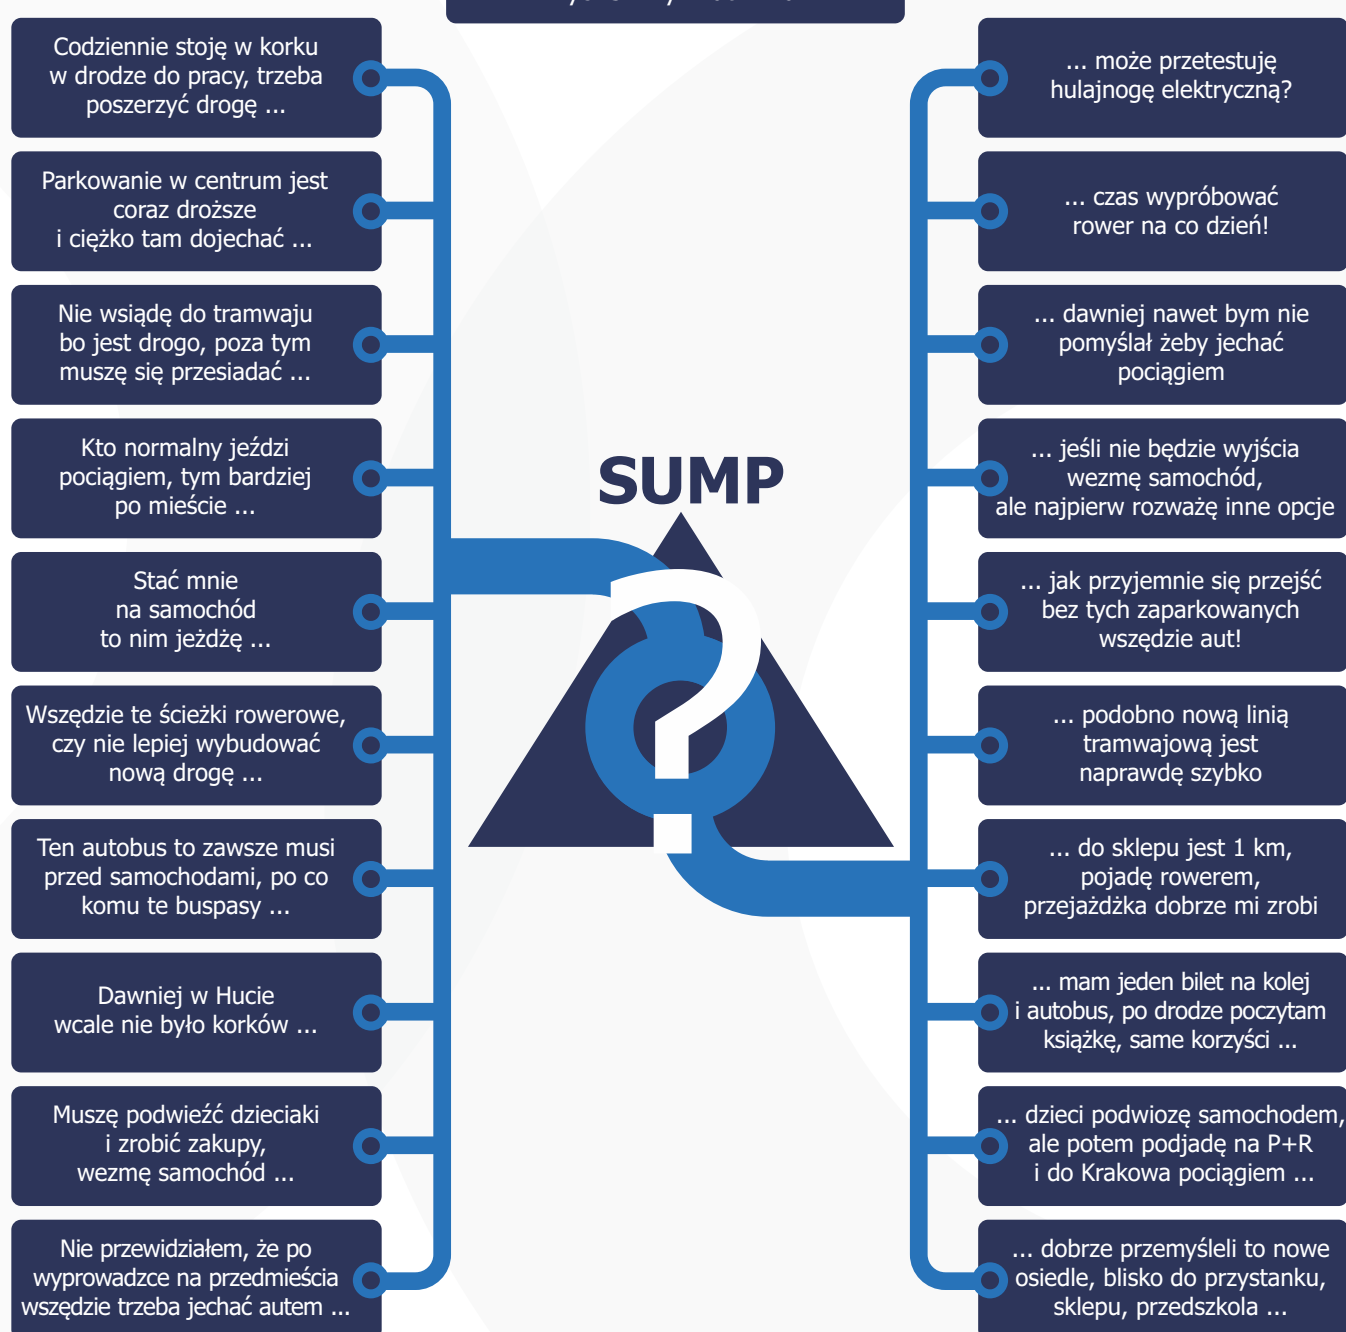 Codziennie stoję w korku
w drodze do pracy, trzeba
poszerzyć drogę ...
Parkowanie w centrum jest
coraz droższe
i ciężko tam dojechać ...
Nie wsiądę do tramwaju
bo jest drogo, poza tym
muszę się przesiadać ...
Kto normalny jeździ
pociągiem, tym bardziej
po mieście ...
Stać mnie
na samochód
to nim jeżdżę ...
Wszędzie te ścieżki rowerowe,
czy nie lepiej wybudować
nową drogę ...
Ten autobus to zawsze musi
przed samochodami, po co
komu te buspasy ...
Dawniej w Hucie
wcale nie było korków ...
Muszę podwieźć dzieciaki
i zrobić zakupy,
wezmę samochód ...
Nie przewidziałem, że po
wyprowadzce na przedmieścia
wszędzie trzeba jechać autem ...
SUMP
?
... może przetestuję
hulajnogę elektryczną?
... czas wypróbować
rower na co dzień!
... dawniej nawet bym nie
pomyślał żeby jechać
pociągiem
... jeśli nie będzie wyjścia
wezmę samochód,
ale najpierw rozważę inne opcje
... jak przyjemnie się przejść
bez tych zaparkowanych
wszędzie aut!
... podobno nową linią
tramwajową jest
naprawdę szybko
... do sklepu jest 1 km,
pojadę rowerem,
przejażdżka dobrze mi zrobi
... mam jeden bilet na kolej
i autobus, po drodze poczytam
książkę, same korzyści ...
... dzieci podwiozę samochodem,
ale potem podjadę na P+R
i do Krakowa pociągiem ...
... dobrze przemyśleli to nowe
osiedle, blisko do przystanku,
sklepu, przedszkola ...